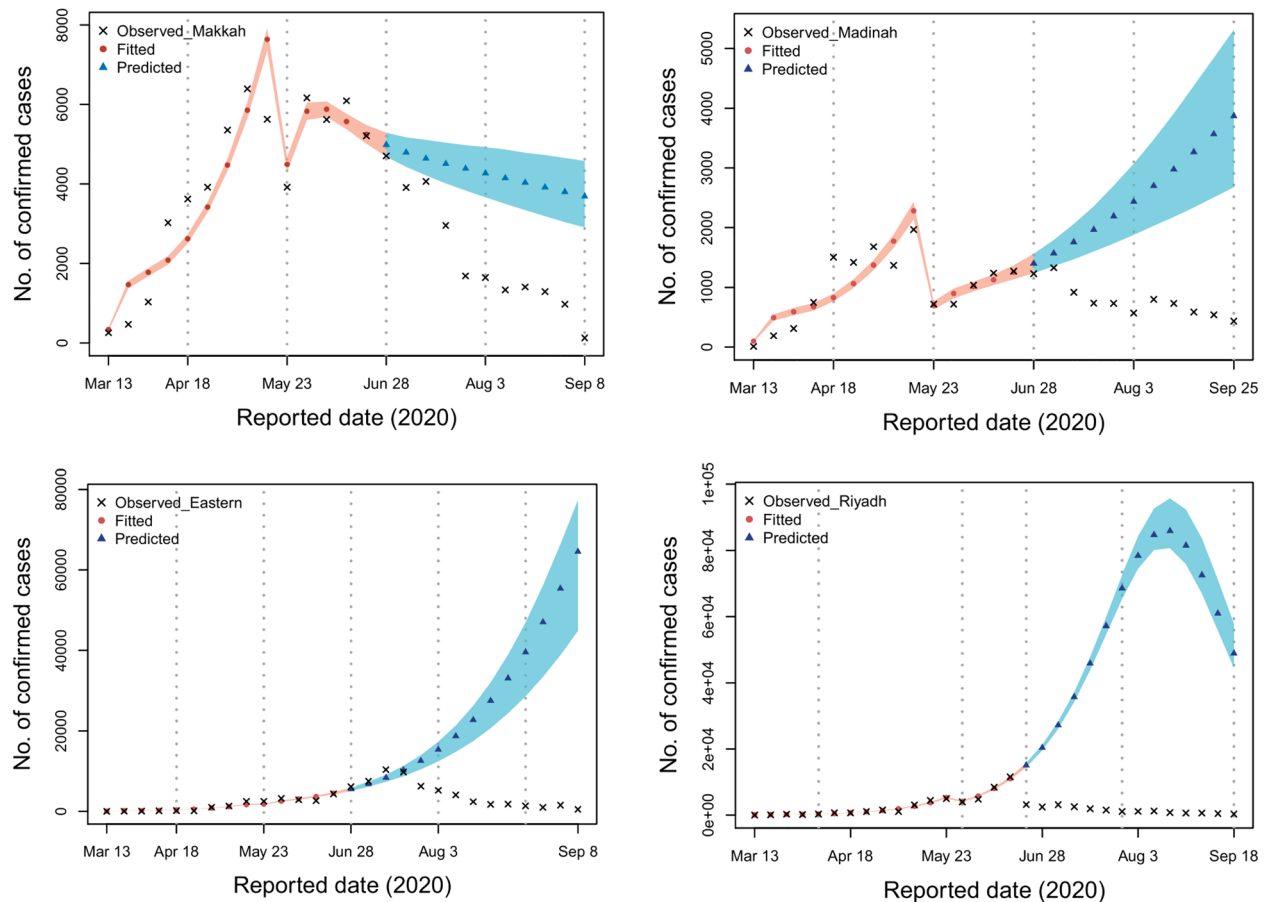 Observed_Makkah
Fitted
Predicted
No. of confirmed cases
8000
6000
4000
2000
0
Mar 13 Apr 18 May 23 Jun 28 Aug 3 Sep 8
Reported date (2020)
Observed_Madinah
Fitted
Predicted
No. of confirmed cases
5000
4000
3000
2000
1000
0
Mar 13 Apr 18 May 23 Jun 28 Aug 3 Sep 25
Reported date (2020)
Observed_Eastern
Fitted
Predicted
No. of confirmed cases
80000
60000
40000
20000
0
Mar 13 Apr 18 May 23 Jun 28 Aug 3 Sep 8
Reported date (2020)
Observed_Riyadh
Fitted
Predicted
No. of confirmed cases
1e+05
8e+04
6e+04
4e+04
2e+04
0e+00
Mar 13 Apr 18 May 23 Jun 28 Aug 3 Sep 18
Reported date (2020)